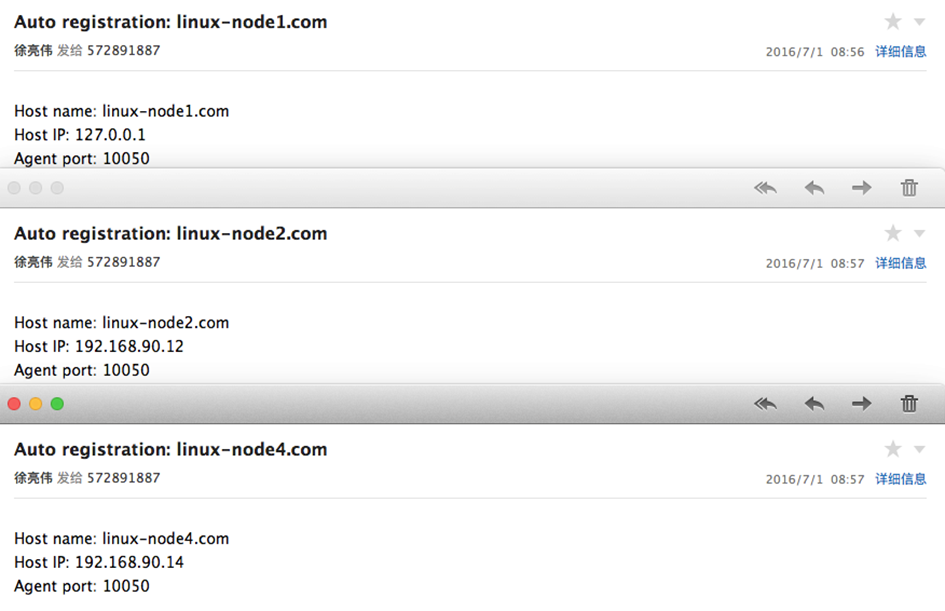 Auto registration: linux-node1.com
徐亮伟 发给 572891887 2016/7/1 08:56 详细信息
Host name: linux-node1.com
Host IP: 127.0.0.1
Agent port: 10050
Auto registration: linux-node2.com
徐亮伟 发给 572891887 2016/7/1 08:57 详细信息
Host name: linux-node2.com
Host IP: 192.168.90.12
Agent port: 10050
Auto registration: linux-node4.com
徐亮伟 发给 572891887 2016/7/1 08:57 详细信息
Host name: linux-node4.com
Host IP: 192.168.90.14
Agent port: 10050